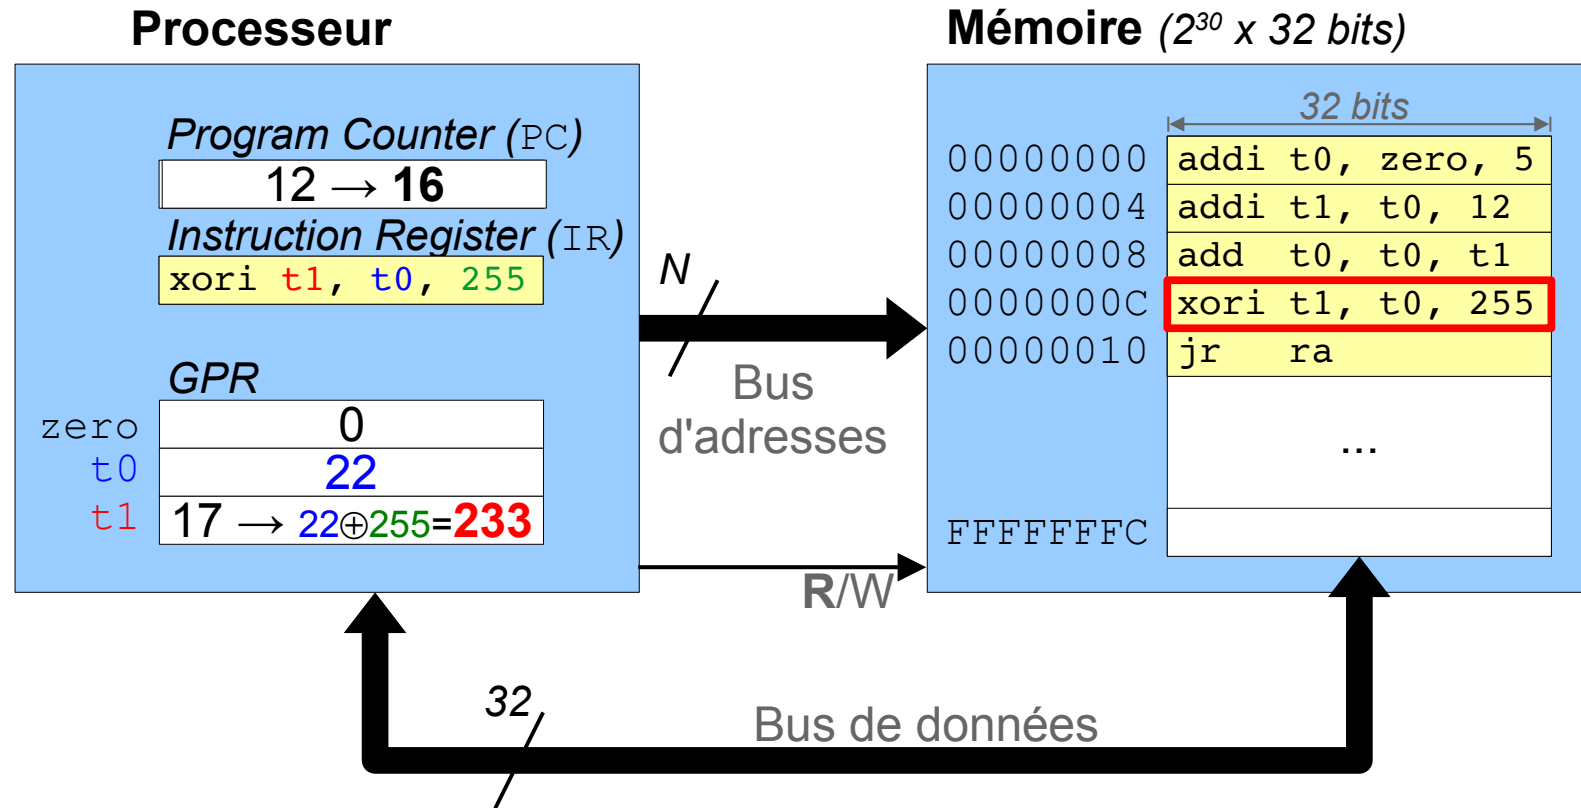 Processeur
Program Counter (PC)
12 → 16
Instruction Register (IR)
xori t1, t0, 255
GPR
zero 0
t0 22
t1 17 → 22⊕255=233
N
Bus
d'adresses
R/W
Mémoire (2³⁰ x 32 bits)
32 bits
00000000 addi t0, zero, 5
00000004 addi t1, t0, 12
00000008 add t0, t0, t1
0000000C xori t1, t0, 255
00000010 jr ra
...
FFFFFFFC
32
Bus de données